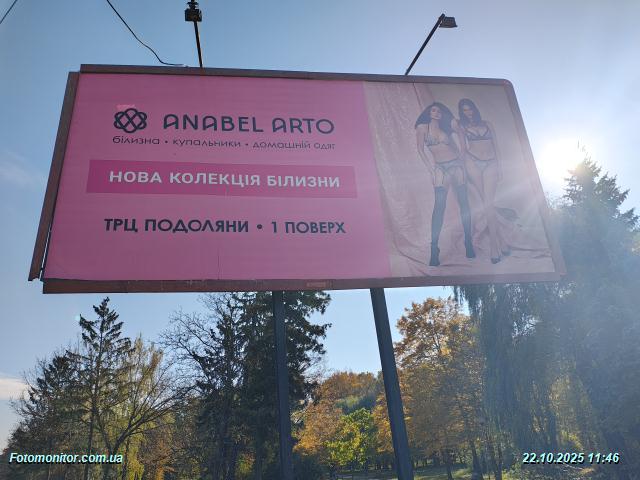 ANABEL ARTO
білизна • купальники • домашній одяг
НОВА КОЛЕКЦІЯ БІЛИЗНИ
ТРЦ ПОДОЛЯНИ • 1 ПОВЕРХ
Fotomonitor.com.ua
22.10.2025 11:46